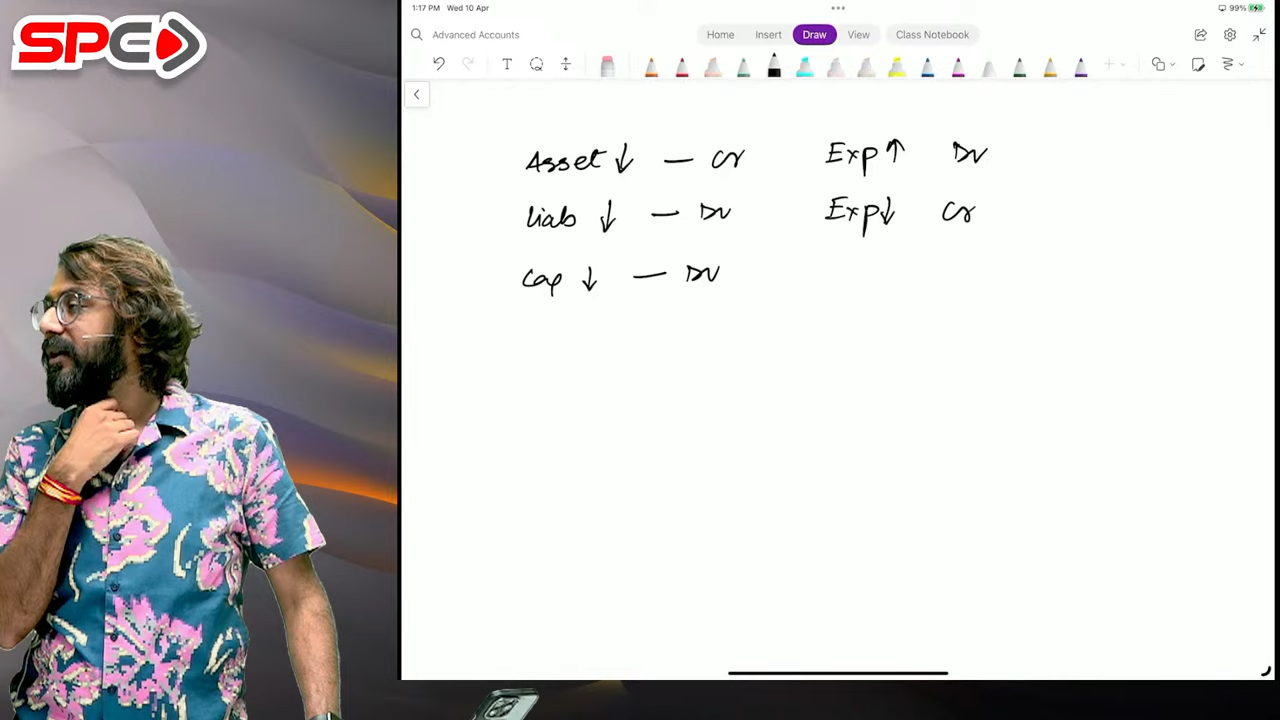 SPC
1:17 PM Wed 10 Apr
99%
Advanced Accounts
Home Insert Draw View Class Notebook
Asset ↓ — Cr Exp ↑ Dr
liab ↓ — Dr Exp ↓ Cr
Cap ↓ — Dr